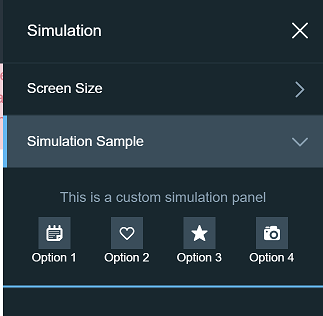 Simulation
Screen Size
Simulation Sample
This is a custom simulation panel
Option 1 Option 2 Option 3 Option 4